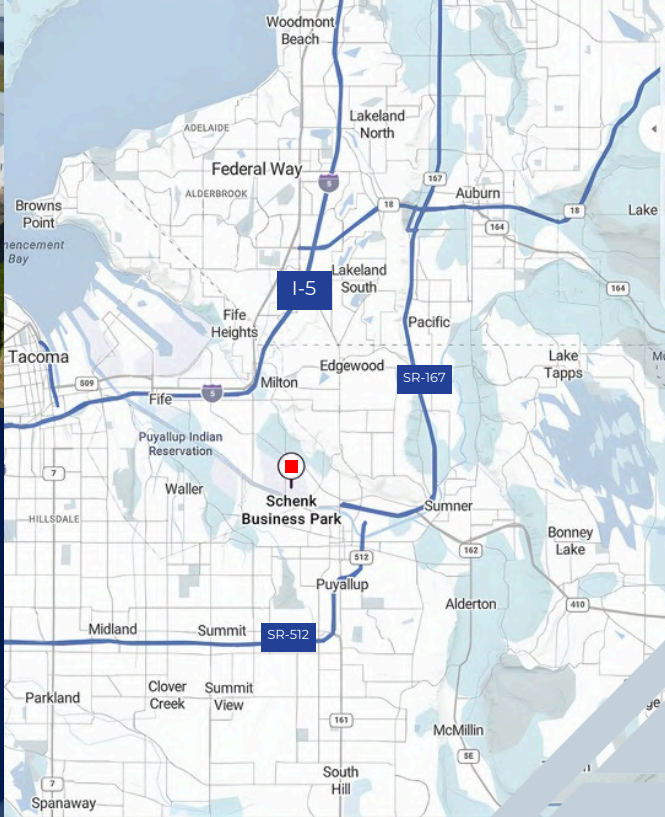 Woodmont
Beach
Lakeland
North
ADELAIDE
Federal Way
5
167
ALDERBROOK
Auburn
Browns
Point
18
18
Lake
164
mencement
Bay
Lakeland
South
I-5
164
Fife
Heights
Pacific
Tacoma
Edgewood
Lake
Tapps
SR-167
509
Milton
5
Fife
Puyallup Indian
Reservation
7
Waller
Schenk
Business Park
Sumner
HILLSDALE
Bonney
Lake
512
162
Puyallup
Alderton
410
Midland
Summit
SR-512
Parkland
Clover
Creek
Summit
View
161
McMillin
5E
South
Hill
7
Spanaway